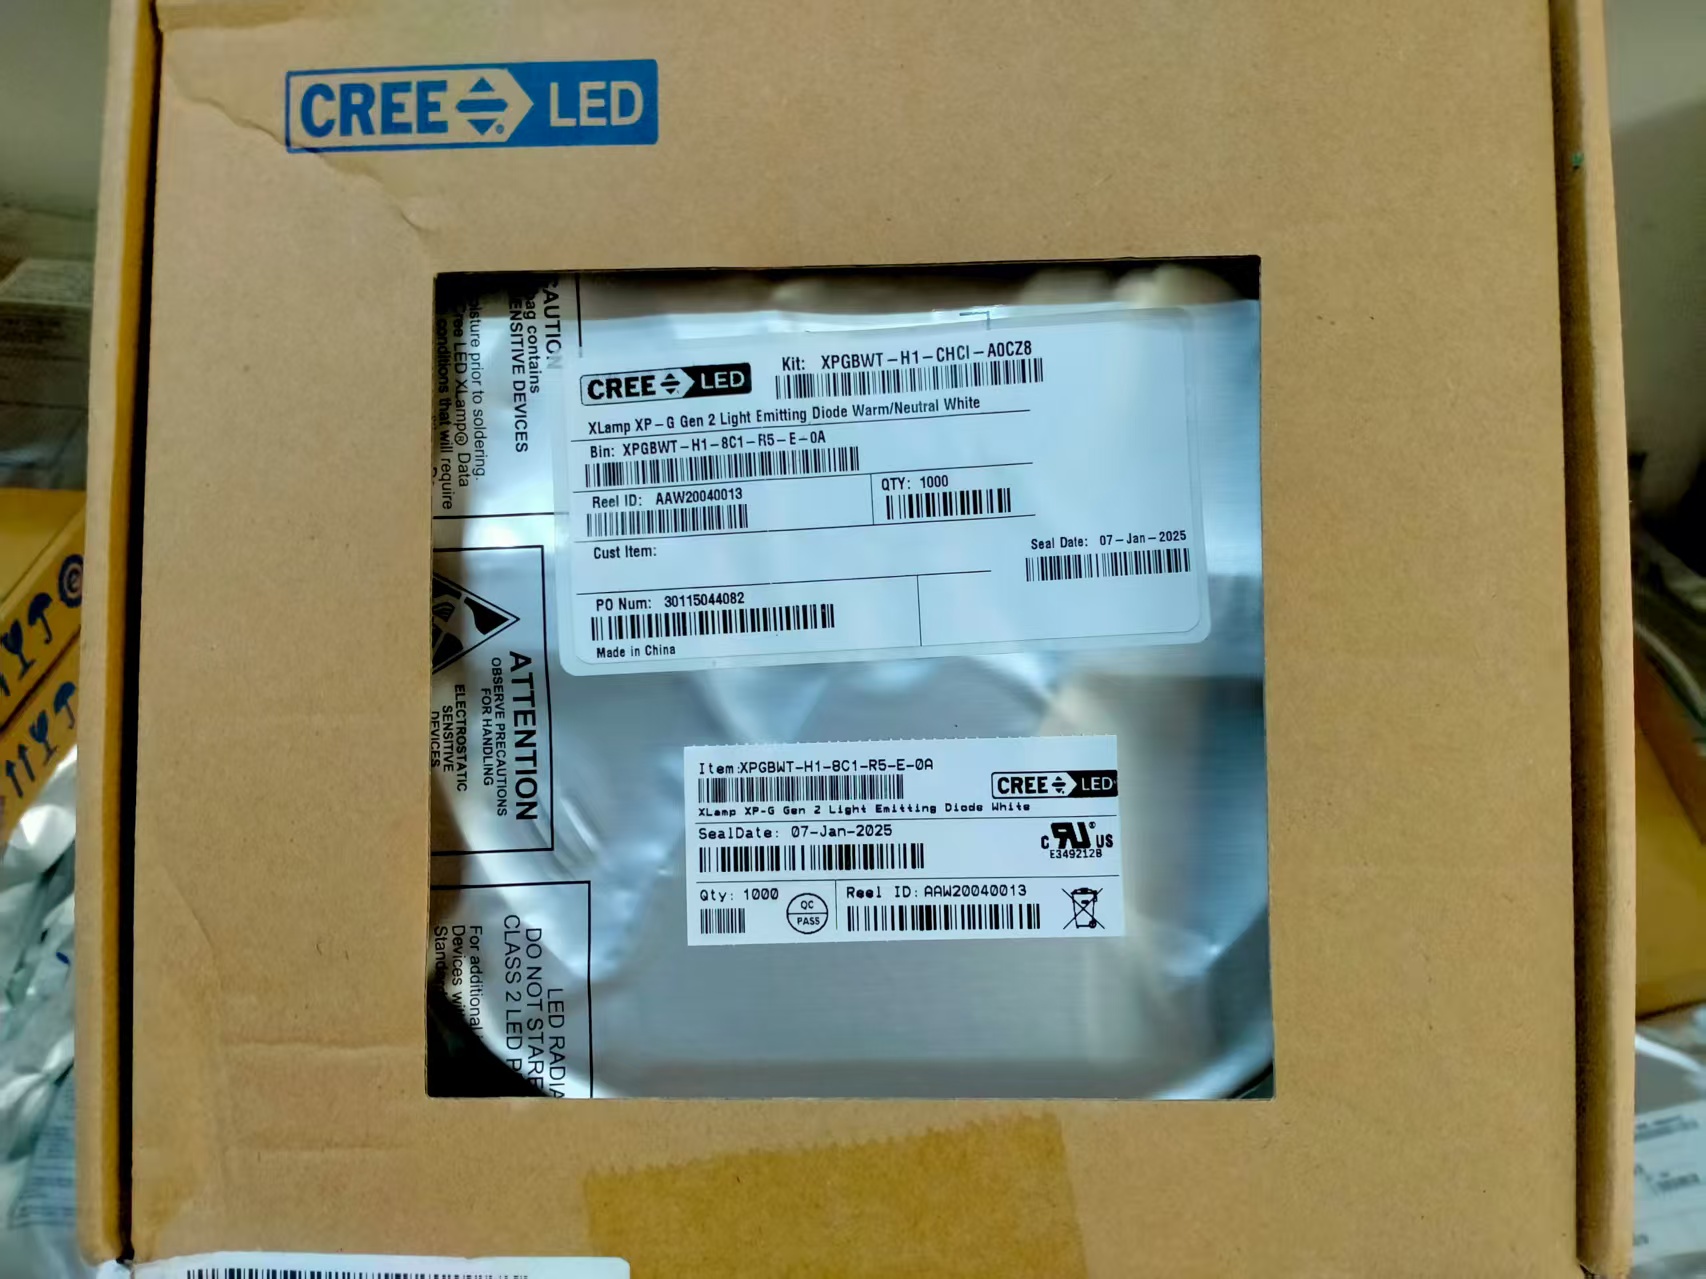 CREE LED
CREE LED
Kit: XPGBWT-H1-CHCI-A0CZ8
XLamp XP-G Gen 2 Light Emitting Diode Warm/Neutral White
Bin: XPGBWT-H1-8C1-R5-E-0A
Reel ID: AAW20040013
QTY: 1000
Cust Item:
Seal Date: 07-Jan-2025
PO Num: 30115044082
Made in China
Item:XPGBWT-H1-8C1-R5-E-0A
CREE LED
XLamp XP-G Gen 2 Light Emitting Diode White
SealDate: 07-Jan-2025
C RU® US
E349212B
Qty: 1000
QC
PASS
Reel ID: AAW20040013
CAUTION
bag contains
SENSITIVE DEVICES
prior to soldering.
LED XLamp® Data
conditions that will require
ATTENTION
OBSERVE PRECAUTIONS
FOR HANDLING
ELECTROSTATIC
SENSITIVE
DEVICES
LED
DO NOT STARE
CLASS 2 LED
For additional
Devices